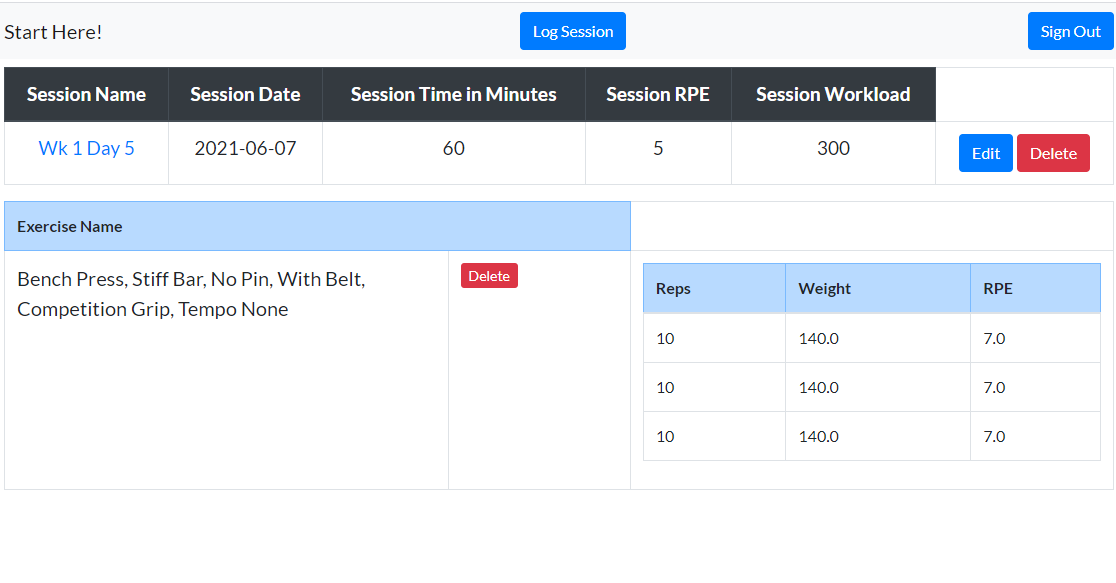 Start Here! Log Session Sign Out
Session Name Session Date Session Time in Minutes Session RPE Session Workload
Wk 1 Day 5 2021-06-07 60 5 300 Edit Delete
Exercise Name
Bench Press, Stiff Bar, No Pin, With Belt, Delete
Competition Grip, Tempo None
Reps Weight RPE
10 140.0 7.0
10 140.0 7.0
10 140.0 7.0